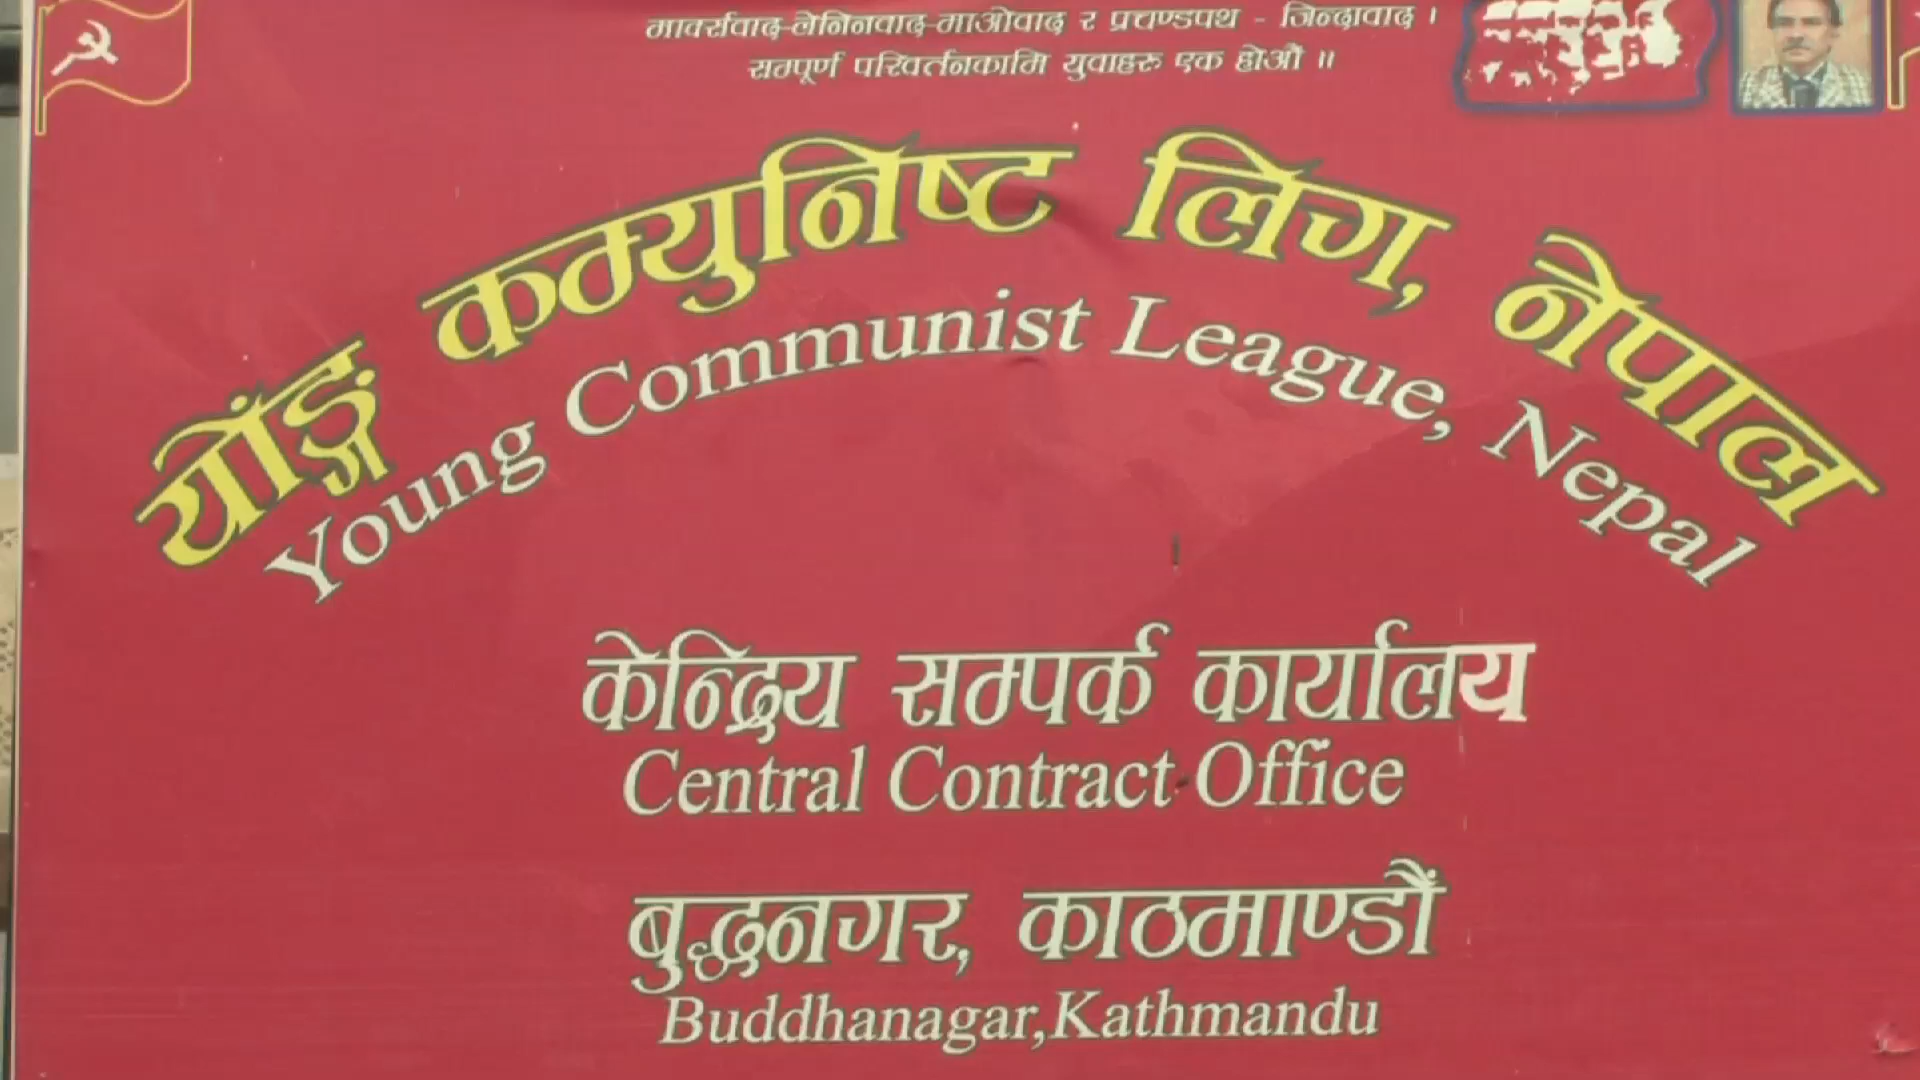 मार्क्सवाद-लेनिनवाद-माओवाद र प्रचण्डपथ - जिन्दावाद ।
सम्पूर्ण परिवर्तनकामि युवाहरु एक होऔं ॥
योङ्ग कम्युनिष्ट लिग, नेपाल
Young Communist League, Nepal
केन्द्रिय सम्पर्क कार्यालय
Central Contract Office
बुद्धनगर, काठमाण्डौं
Buddhanagar,Kathmandu